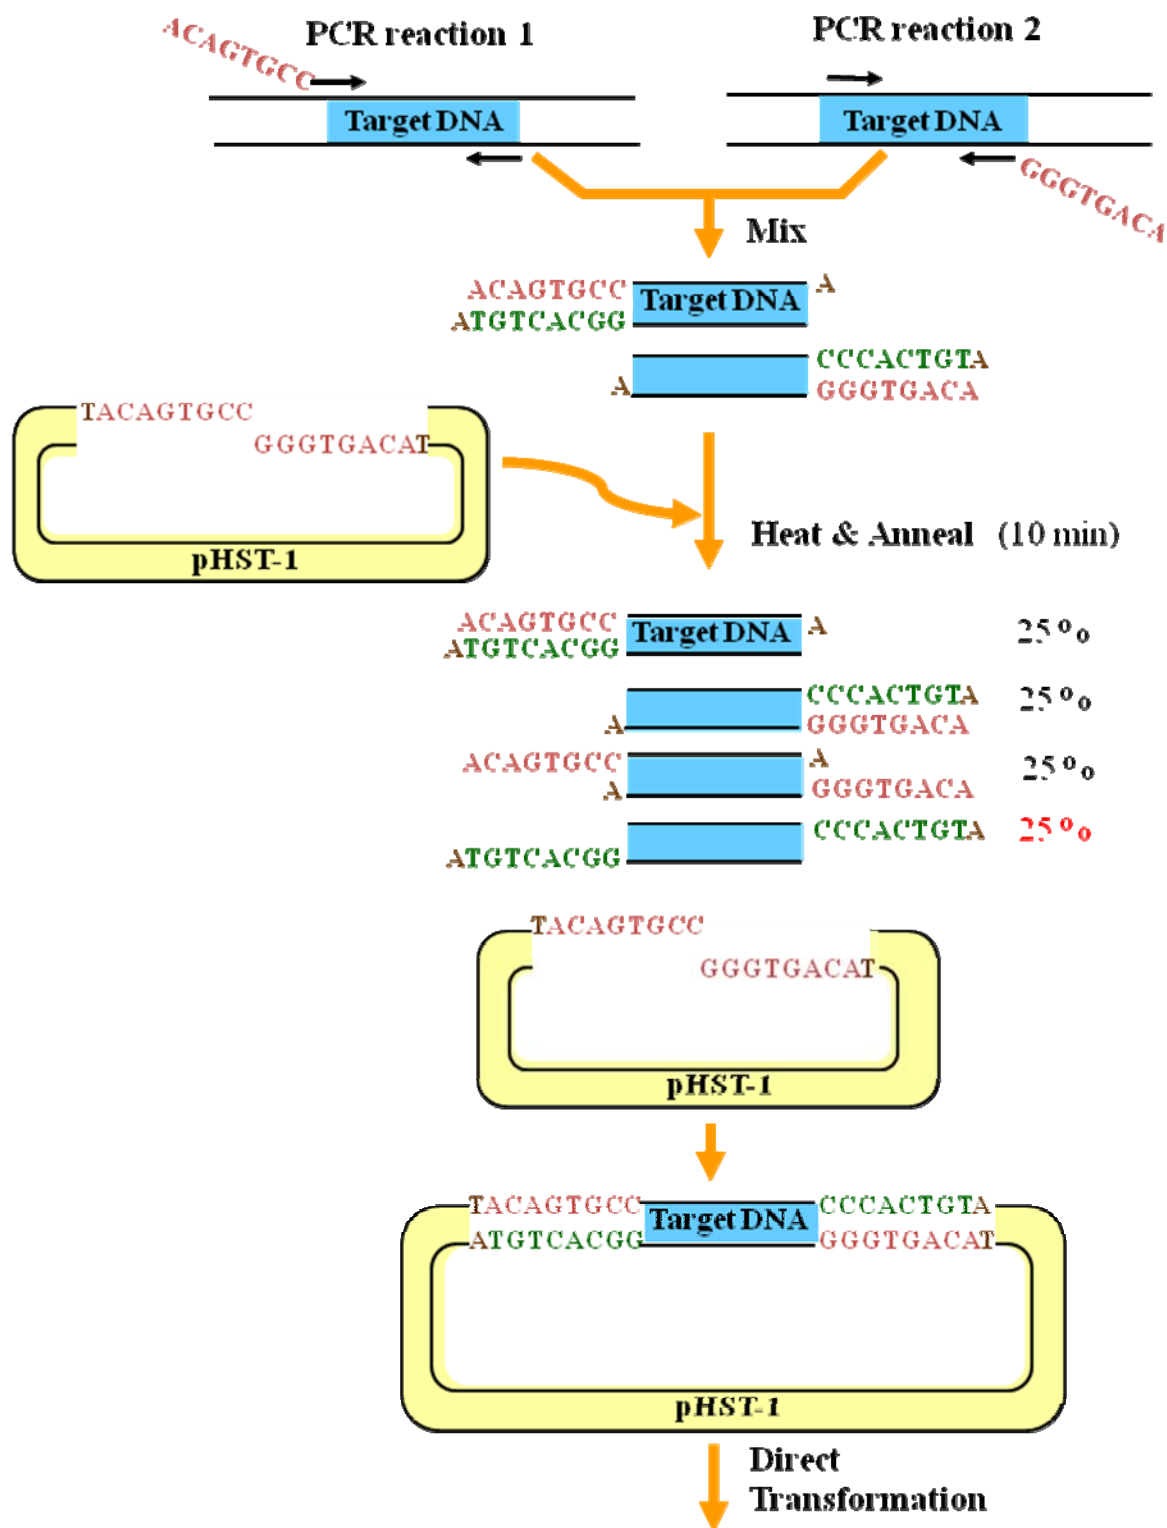 ACAGTGCC
PCR reaction 1
PCR reaction 2
Target DNA
Target DNA
GGGTGACA
Mix
ACAGTGCC Target DNA A
ATGTCACGG
CCCACTGTA
A GGGTGACA
TACAGTGCC
GGGTGACAT
pHST-1
Heat & Anneal (10 min)
ACAGTGCC Target DNA A 25%
ATGTCACGG
CCCACTGTA 25%
A GGGTGACA
ACAGTGCC A 25%
A GGGTGACA
CCCACTGTA 25%
ATGTCACGG
TACAGTGCC
GGGTGACAT
pHST-1
TACAGTGCC Target DNA CCCACTGTA
ATGTCACGG GGGTGACAT
pHST-1
Direct
Transformation